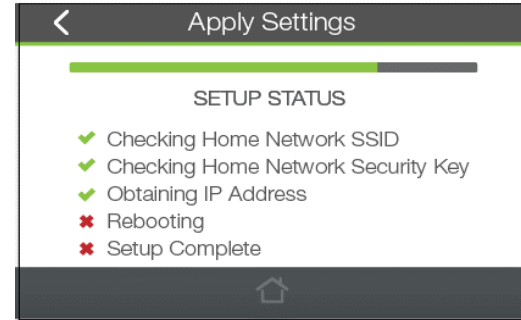 Apply Settings
SETUP STATUS
Checking Home Network SSID
Checking Home Network Security Key
Obtaining IP Address
Rebooting
Setup Complete